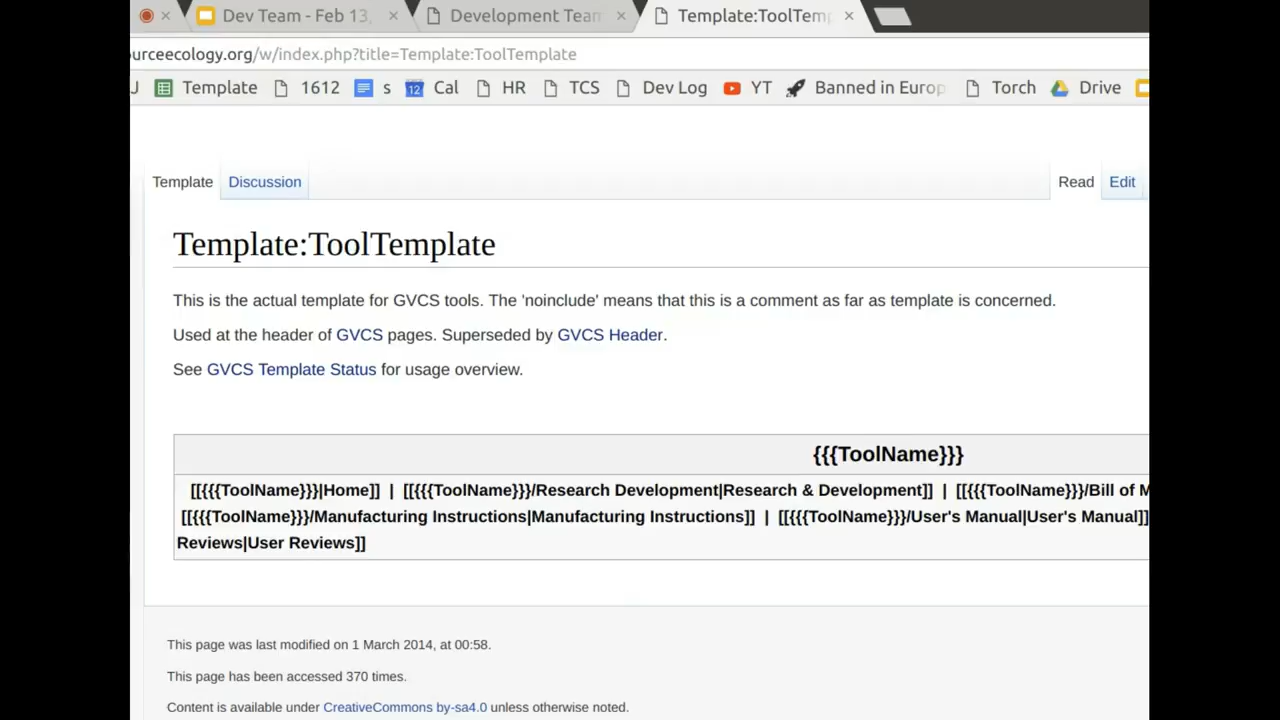 Dev Team - Feb 13, Development Team Template:ToolTemp
urceecology.org/w/index.php?title=Template:ToolTemplate
J Template 1612 s 12 Cal HR TCS Dev Log YT Banned in Europ Torch Drive
Template Discussion Read Edit
Template:ToolTemplate
This is the actual template for GVCS tools. The 'noinclude' means that this is a comment as far as template is concerned.
Used at the header of GVCS pages. Superseded by GVCS Header.
See GVCS Template Status for usage overview.
{{{ToolName}}}
[[{{{ToolName}}}|Home]] | [[{{{ToolName}}}/Research Development|Research & Development]] | [[{{{ToolName}}}/Bill of M
[[{{{ToolName}}}/Manufacturing Instructions|Manufacturing Instructions]] | [[{{{ToolName}}}/User's Manual|User's Manual]]
Reviews|User Reviews]]
This page was last modified on 1 March 2014, at 00:58.
This page has been accessed 370 times.
Content is available under CreativeCommons by-sa4.0 unless otherwise noted.